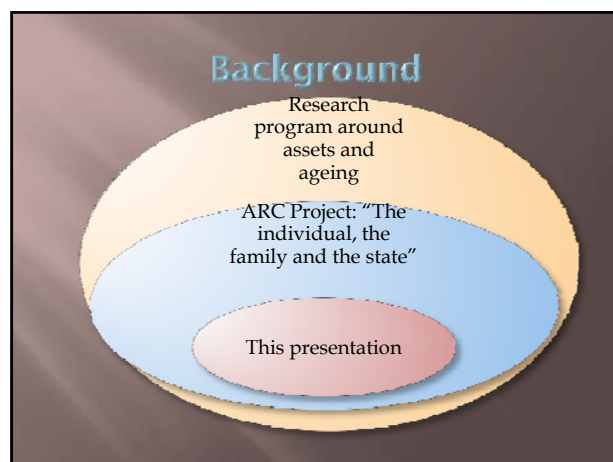 Background
Research
program around
assets and
ageing
ARC Project: “The
individual, the
family and the state”
This presentation